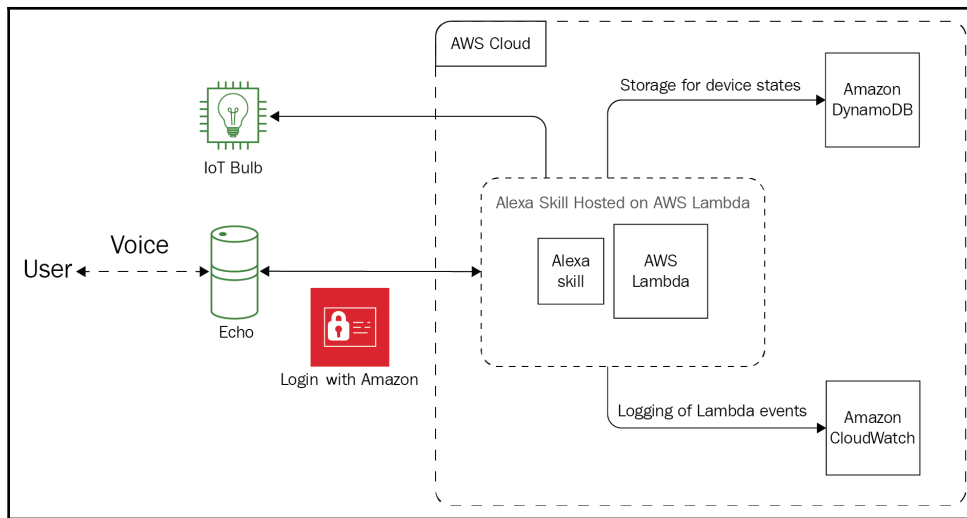 AWS Cloud
Storage for device states
Amazon
DynamoDB
IoT Bulb
Alexa Skill Hosted on AWS Lambda
Voice
User
Alexa
skill
AWS
Lambda
Echo
Login with Amazon
Logging of Lambda events
Amazon
CloudWatch